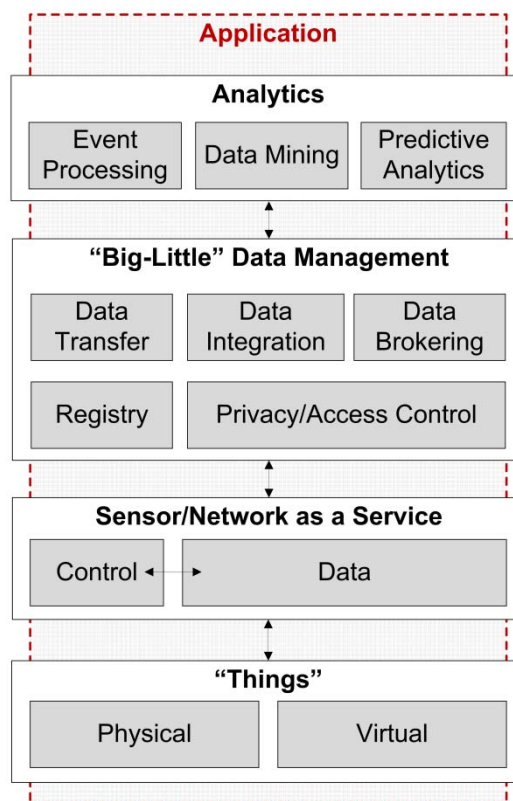 Application
Analytics
Event
Processing
Data Mining
Predictive
Analytics
“Big-Little” Data Management
Data
Transfer
Data
Integration
Data
Brokering
Registry
Privacy/Access Control
Sensor/Network as a Service
Control
Data
“Things”
Physical
Virtual